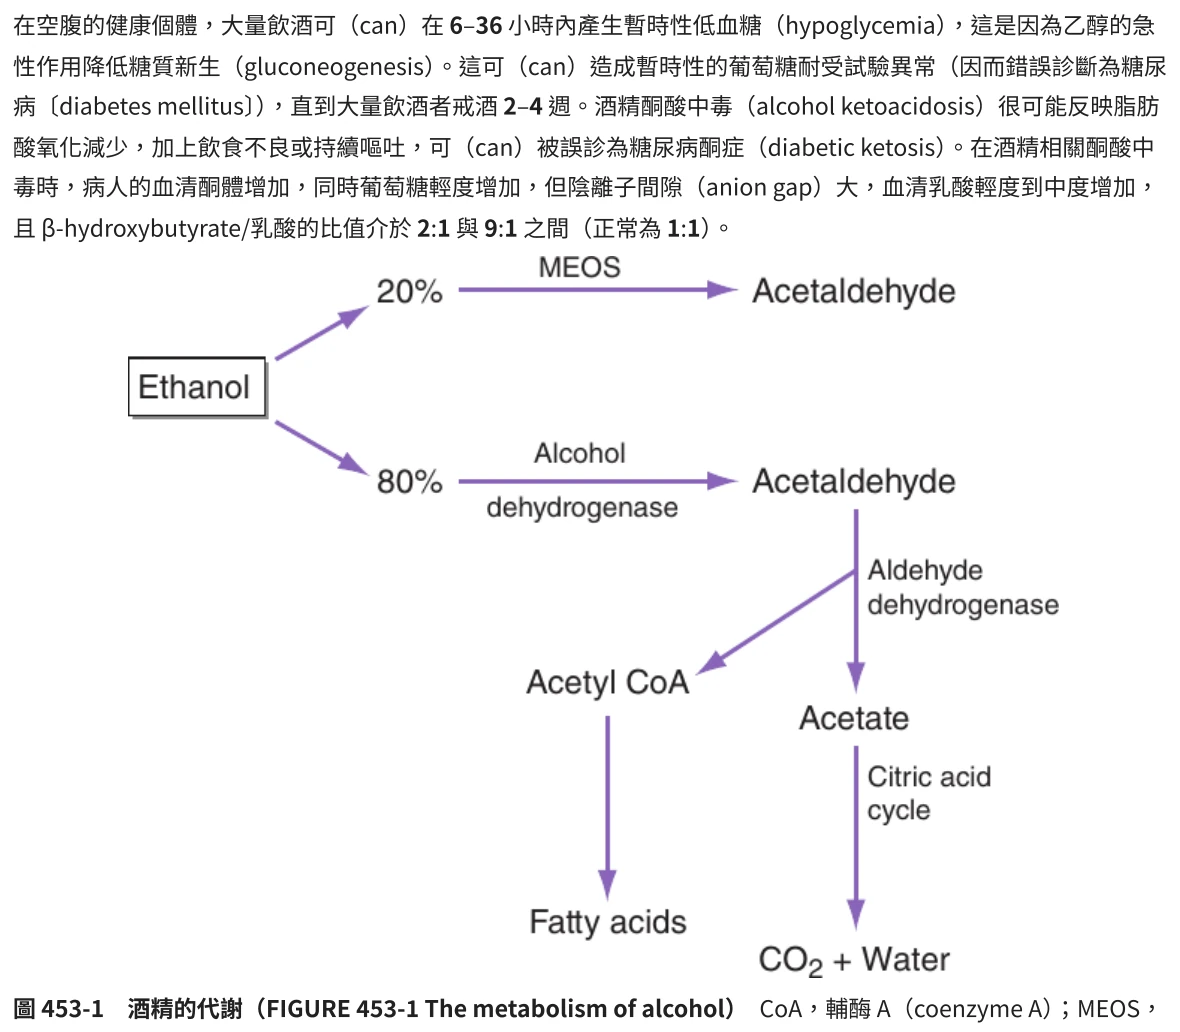 在空腹的健康個體，大量飲酒可（can）在 6–36 小時內產生暫時性低血糖（hypoglycemia），這是因為乙醇的急
性作用降低糖質新生（gluconeogenesis）。這可（can）造成暫時性的葡萄糖耐受試驗異常（因而錯誤診斷為糖尿
病〔diabetes mellitus〕），直到大量飲酒者戒酒 2–4 週。酒精酮酸中毒（alcohol ketoacidosis）很可能反映脂肪
酸氧化減少，加上飲食不良或持續嘔吐，可（can）被誤診為糖尿病酮症（diabetic ketosis）。在酒精相關酮酸中
毒時，病人的血清酮體增加，同時葡萄糖輕度增加，但陰離子間隙（anion gap）大，血清乳酸輕度到中度增加，
且 β-hydroxybutyrate/乳酸的比值介於 2:1 與 9:1 之間（正常為 1:1）。
MEOS
20%
Acetaldehyde
Ethanol
Alcohol
80%
Acetaldehyde
dehydrogenase
Aldehyde
dehydrogenase
Acetyl CoA
Acetate
Citric acid
cycle
Fatty acids
CO₂ + Water
圖 453-1 酒精的代謝（FIGURE 453-1 The metabolism of alcohol） CoA，輔酶 A（coenzyme A）；MEOS，